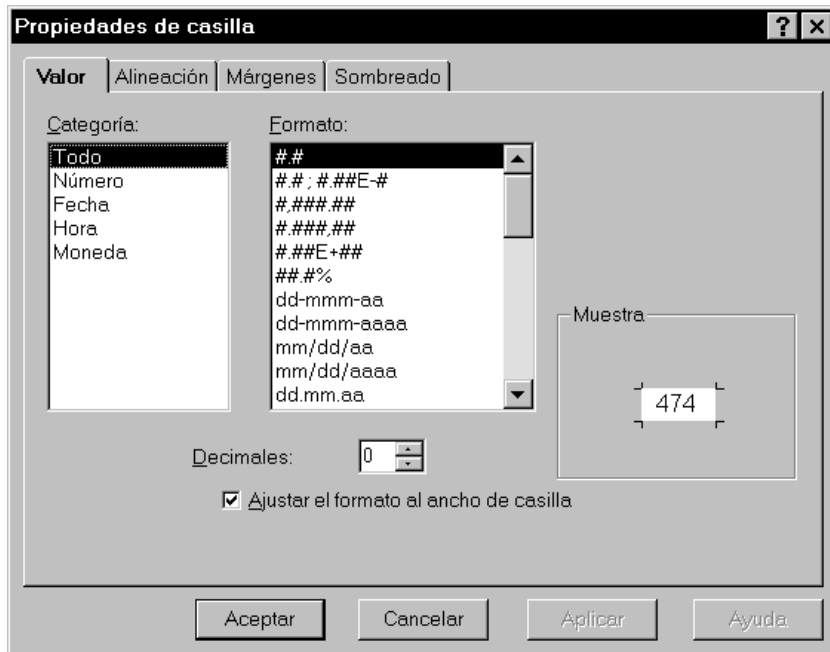 Propiedades de casilla
Valor
Alineación
Márgenes
Sombreado
Categoría:
Todo
Número
Fecha
Hora
Moneda
Formato:
#.#
#.# ; #.##E-#
#,###.##
#.###,##
#.##E+##
##.#%
dd-mmm-aa
dd-mmm-aaaa
mm/dd/aa
mm/dd/aaaa
dd.mm.aa
Muestra
474
Decimales:
0
Ajustar el formato al ancho de casilla
Aceptar
Cancelar
Aplicar
Ayuda